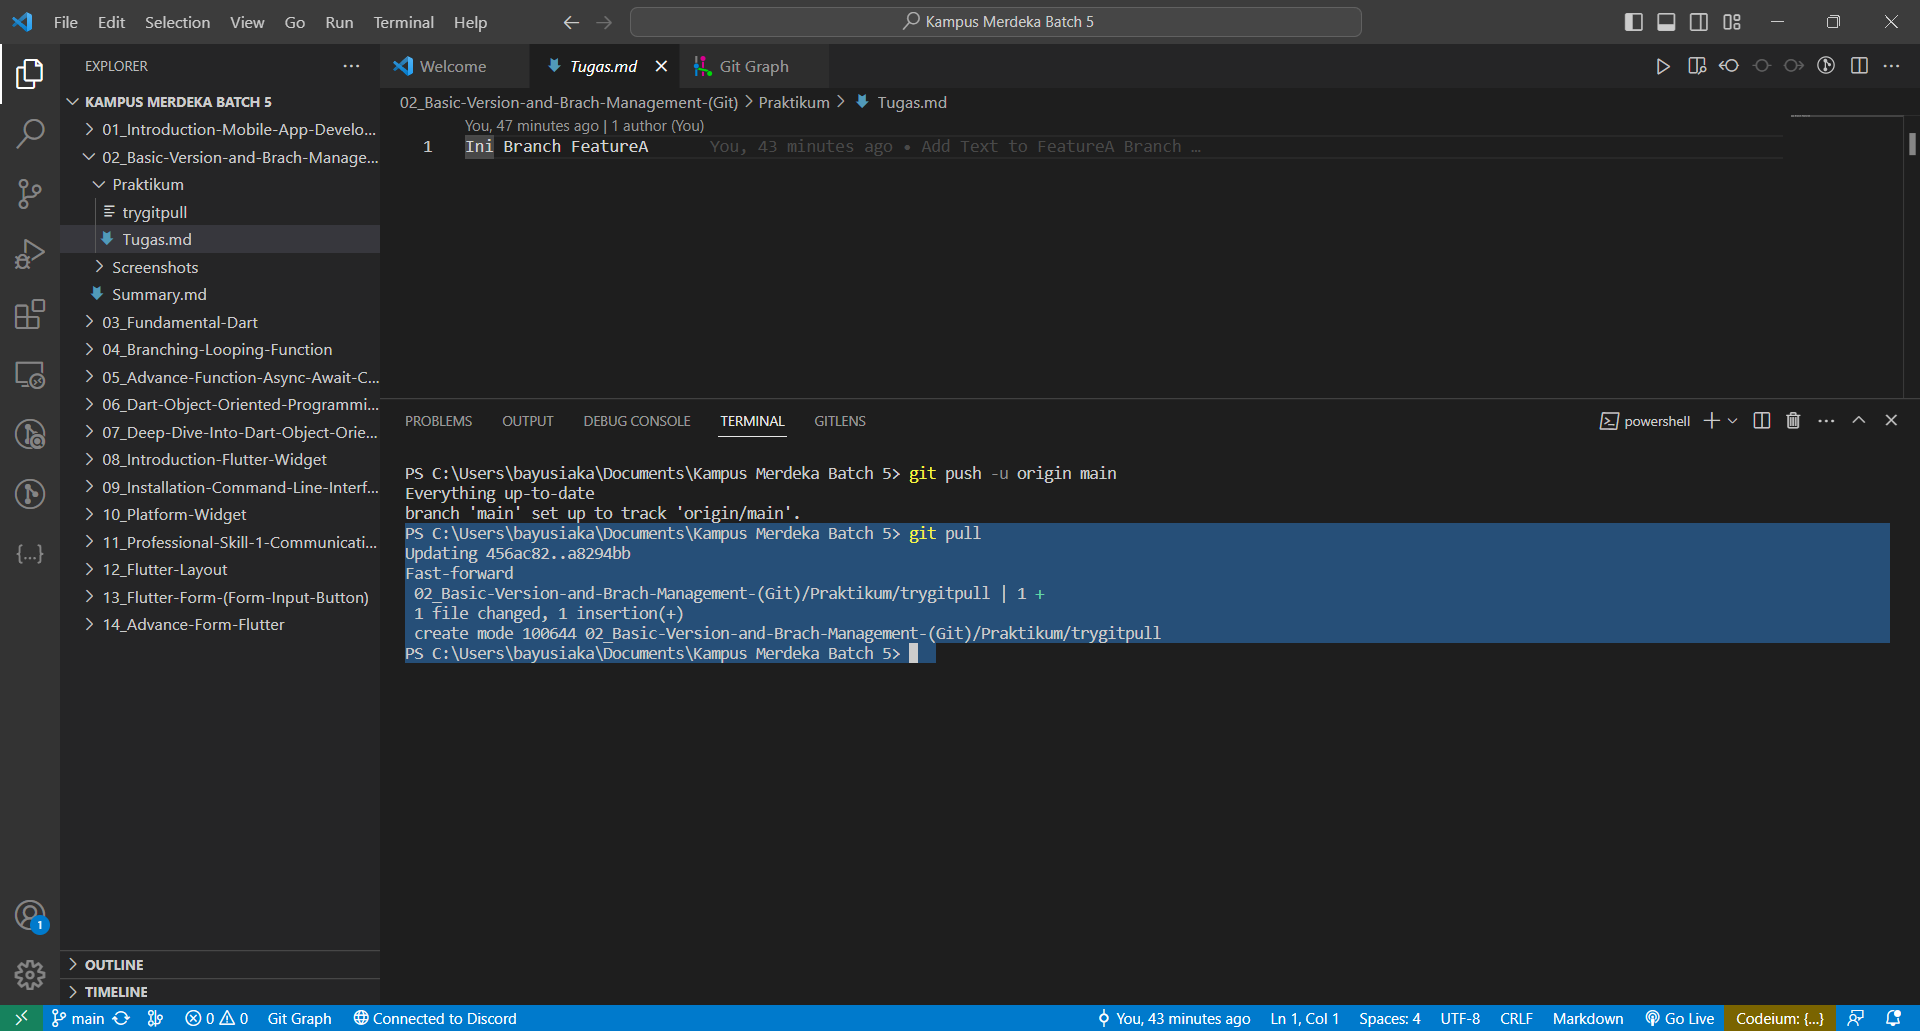 File Edit Selection View Go Run Terminal Help
Kampus Merdeka Batch 5
EXPLORER
KAMPUS MERDEKA BATCH 5
01_Introduction-Mobile-App-Develo...
02_Basic-Version-and-Brach-Manage...
Praktikum
trygitpull
Tugas.md
Screenshots
Summary.md
03_Fundamental-Dart
04_Branching-Looping-Function
05_Advance-Function-Async-Await-C...
06_Dart-Object-Oriented-Programmi...
07_Deep-Dive-Into-Dart-Object-Orie...
08_Introduction-Flutter-Widget
09_Installation-Command-Line-Interf...
10_Platform-Widget
11_Professional-Skill-1-Communicati...
12_Flutter-Layout
13_Flutter-Form-(Form-Input-Button)
14_Advance-Form-Flutter
OUTLINE
TIMELINE
1
Welcome Tugas.md Git Graph
02_Basic-Version-and-Brach-Management-(Git) > Praktikum > Tugas.md
You, 47 minutes ago | 1 author (You)
1 Ini Branch FeatureA You, 43 minutes ago • Add Text to FeatureA Branch …
PROBLEMS OUTPUT DEBUG CONSOLE TERMINAL GITLENS
powershell
PS C:\Users\bayusiaka\Documents\Kampus Merdeka Batch 5> git push -u origin main
Everything up-to-date
branch 'main' set up to track 'origin/main'.
PS C:\Users\bayusiaka\Documents\Kampus Merdeka Batch 5> git pull
Updating 456ac82..a8294bb
Fast-forward
02_Basic-Version-and-Brach-Management-(Git)/Praktikum/trygitpull | 1 +
1 file changed, 1 insertion(+)
create mode 100644 02_Basic-Version-and-Brach-Management-(Git)/Praktikum/trygitpull
PS C:\Users\bayusiaka\Documents\Kampus Merdeka Batch 5>
main 0 0 Git Graph Connected to Discord You, 43 minutes ago Ln 1, Col 1 Spaces: 4 UTF-8 CRLF Markdown Go Live Codeium: {...}